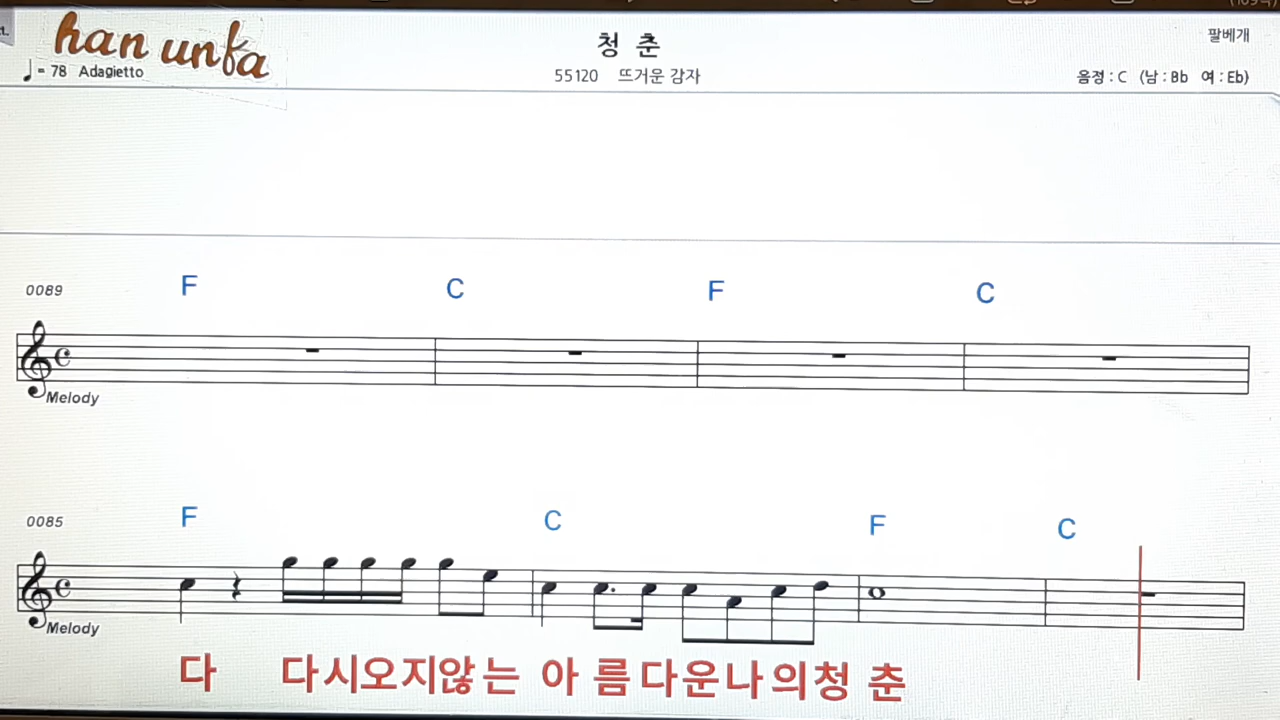 han unfa
청 춘
팔베개
♩= 78 Adagietto
55120 뜨거운 감자
음정 : C (남 : Bb 여 : Eb)
0089 F C F C
Melody
0085 F C F C
Melody
다 다시오지않는 아 름 다운나의청 춘